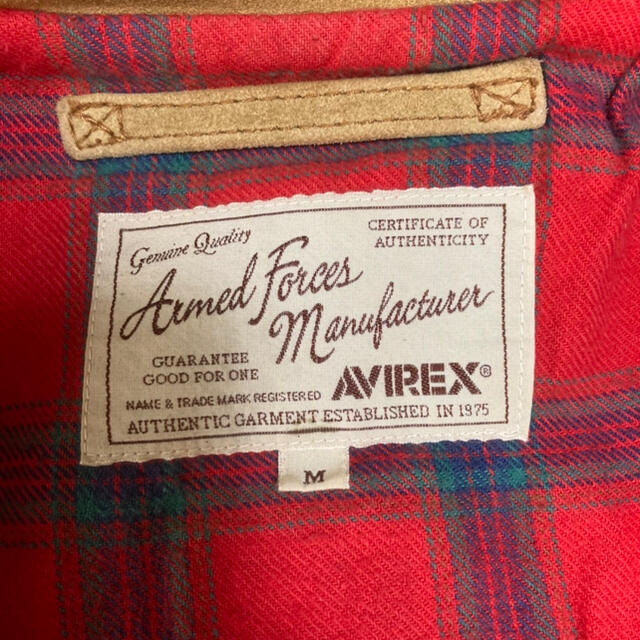 Genuine Quality
CERTIFICATE OF
AUTHENTICITY
Armed Forces
Manufacturer
GUARANTEE
GOOD FOR ONE
AVIREX®
NAME & TRADE MARK REGISTERED
AUTHENTIC GARMENT ESTABLISHED IN 1975
M